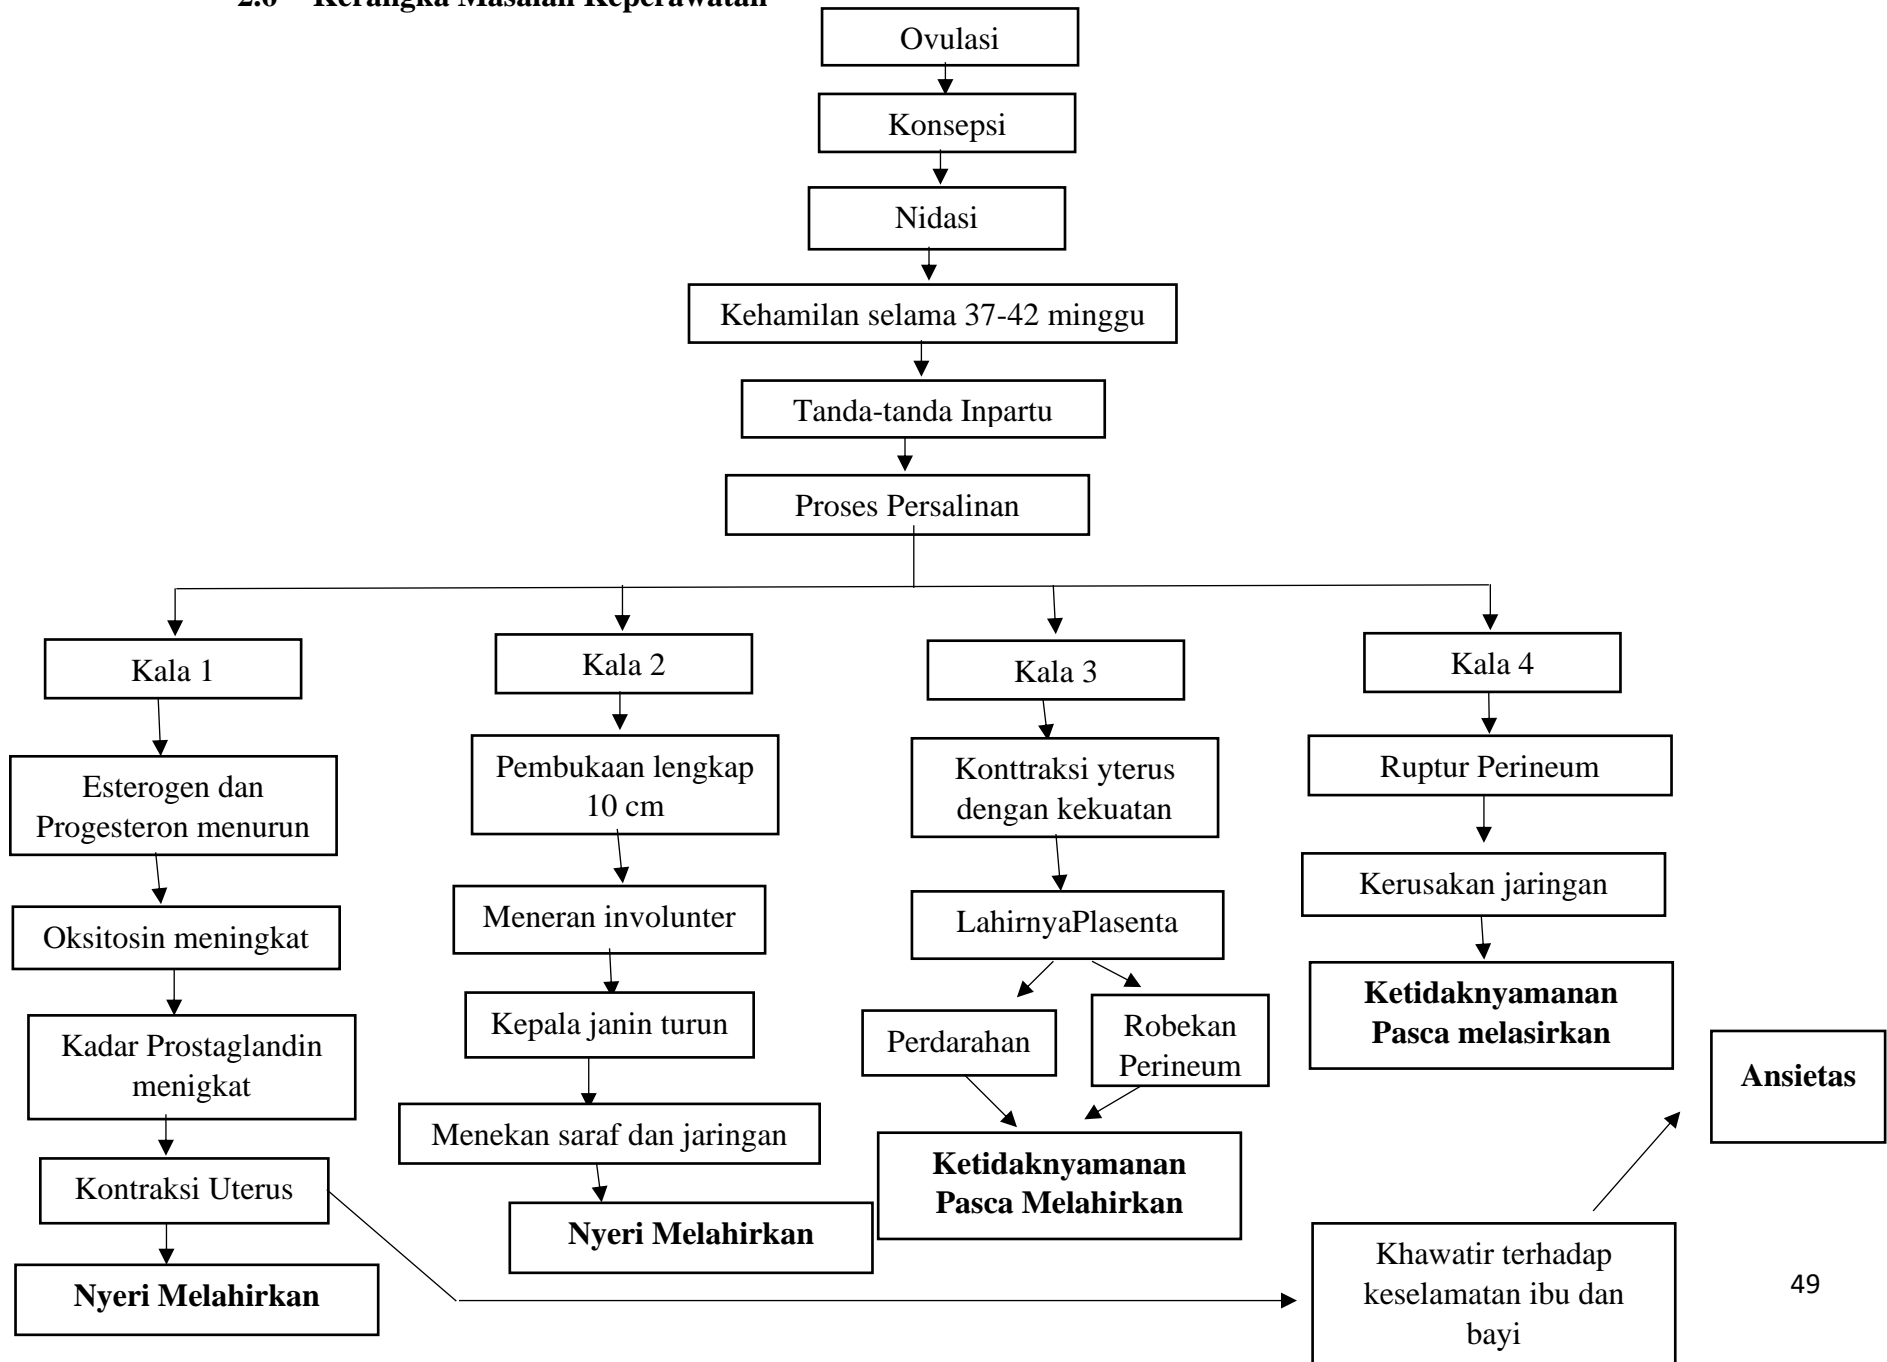 2.6 Kerangka Masalah Keperawatan
Ovulasi
Konsepsi
Nidasi
Kehamilan selama 37-42 minggu
Tanda-tanda Inpartu
Proses Persalinan
Kala 1
Esterogen dan
Progesteron menurun
Oksitosin meningkat
Kadar Prostaglandin
menigkat
Kontraksi Uterus
Nyeri Melahirkan
Kala 2
Pembukaan lengkap
10 cm
Meneran involunter
Kepala janin turun
Menekan saraf dan jaringan
Nyeri Melahirkan
Kala 3
Konttraksi yterus
dengan kekuatan
LahirnyaPlasenta
Perdarahan
Robekan
Perineum
Ketidaknyamanan
Pasca Melahirkan
Kala 4
Ruptur Perineum
Kerusakan jaringan
Ketidaknyamanan
Pasca melasirkan
Ansietas
Khawatir terhadap
keselamatan ibu dan
bayi
49